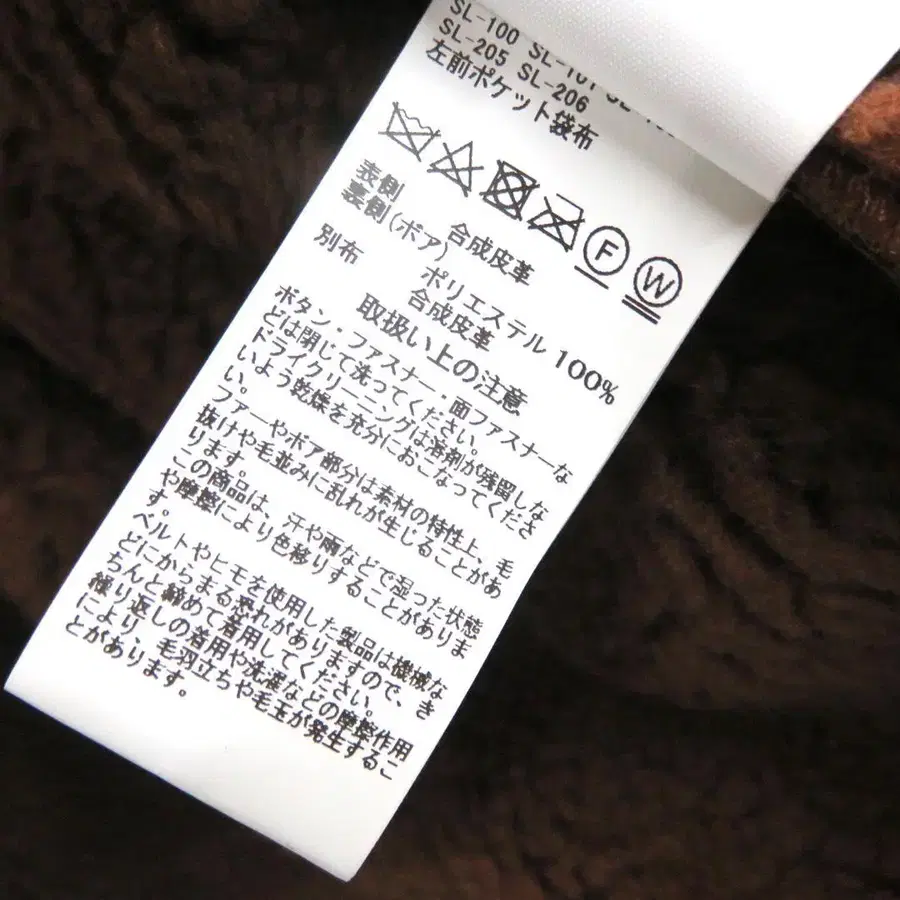 SL-100 SL-101
SL-205 SL-206
左前ポケット袋布
F W
表側 合成皮革
裏側(ボア) ポリエステル 100%
別布 合成皮革
取扱い上の注意
ボタン・ファスナー・面ファスナーな
どは閉じて洗ってください。
ドライクリーニングは溶剤が残留しな
いよう乾燥を充分におこなってくださ
い。
ファーやボア部分は素材の特性上、毛
抜けや毛並みに乱れが生じることがあ
ります。
この商品は、汗や雨などで湿った状態
や摩擦により色移りすることがありま
す。
ベルトやヒモを使用した製品は機械な
どにからまる恐れがありますので、き
ちんと締めて着用してください。
繰り返しの着用や洗濯などの摩擦作用
により、毛羽立ちや毛玉が発生するこ
とがあります。